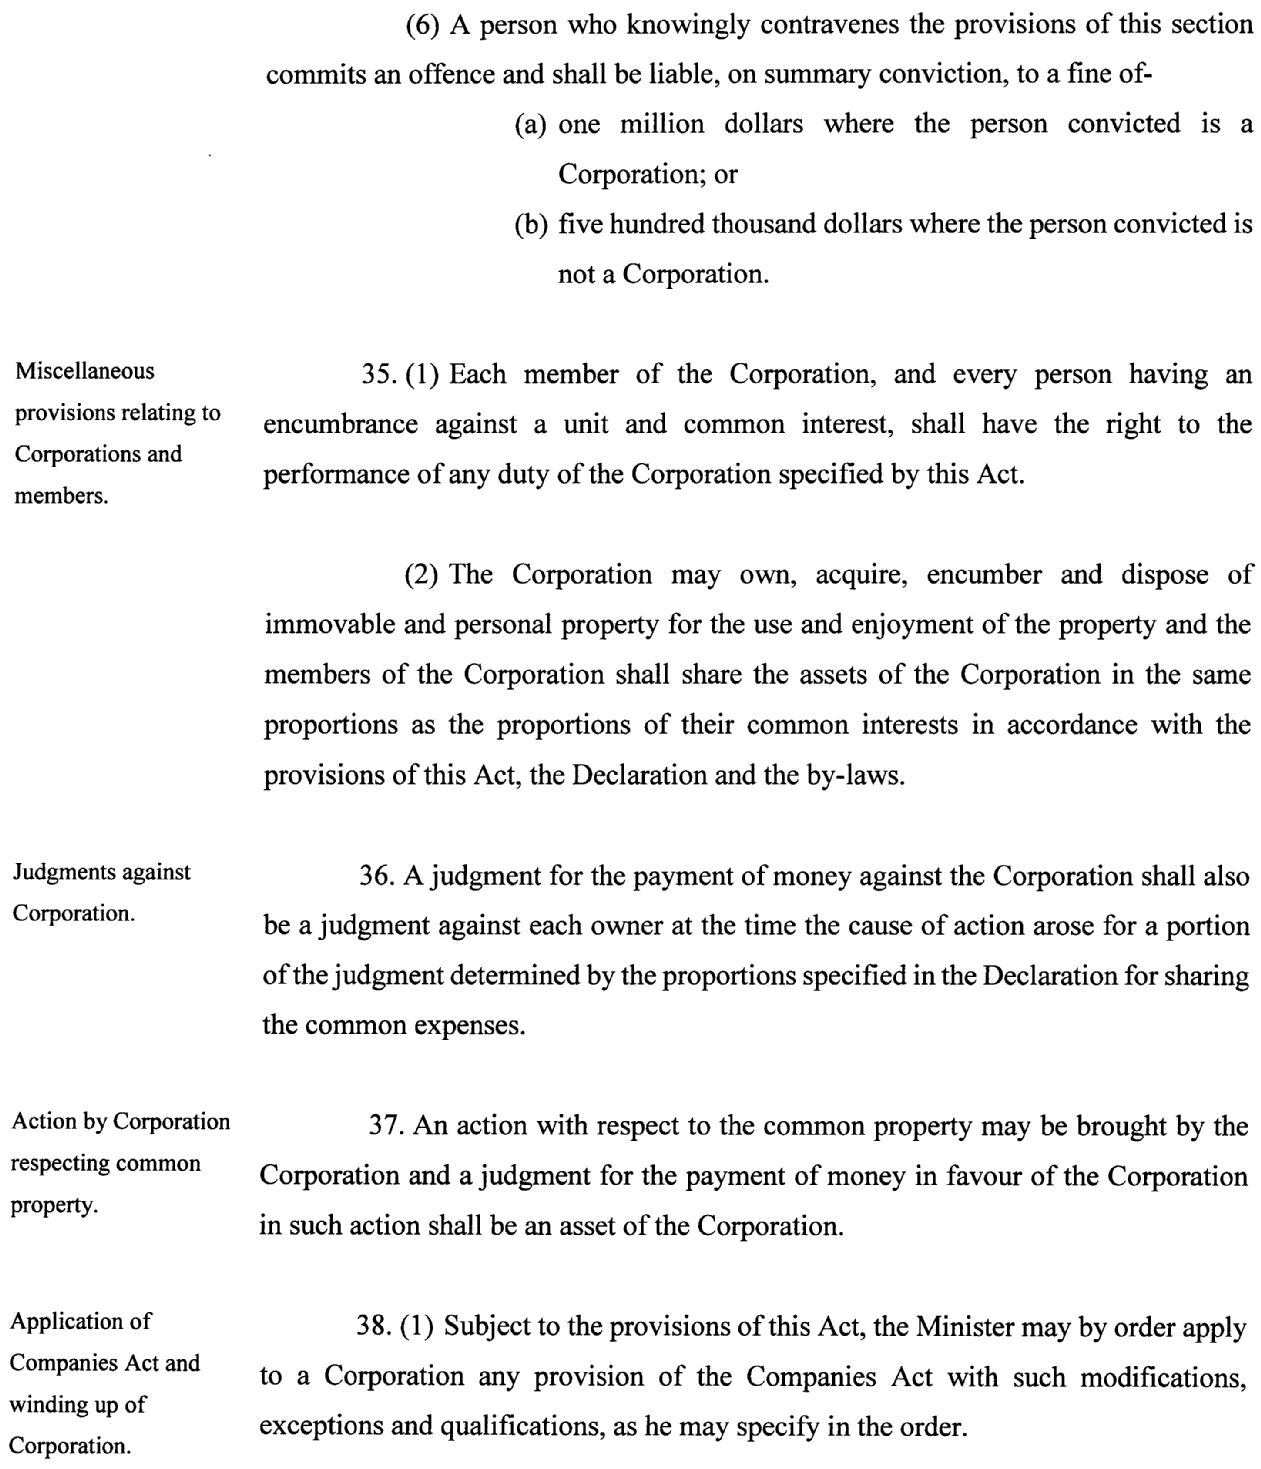 (6) A person who knowingly contravenes the provisions of this section
commits an offence and shall be liable, on summary conviction, to a fine of-
(a) one million dollars where the person convicted is a
Corporation; or
(b) five hundred thousand dollars where the person convicted is
not a Corporation.
Miscellaneous
provisions relating to
Corporations and
members.
35. (1) Each member of the Corporation, and every person having an
encumbrance against a unit and common interest, shall have the right to the
performance of any duty of the Corporation specified by this Act.
(2) The Corporation may own, acquire, encumber and dispose of
immovable and personal property for the use and enjoyment of the property and the
members of the Corporation shall share the assets of the Corporation in the same
proportions as the proportions of their common interests in accordance with the
provisions of this Act, the Declaration and the by-laws.
Judgments against
Corporation.
36. A judgment for the payment of money against the Corporation shall also
be a judgment against each owner at the time the cause of action arose for a portion
of the judgment determined by the proportions specified in the Declaration for sharing
the common expenses.
Action by Corporation
respecting common
property.
37. An action with respect to the common property may be brought by the
Corporation and a judgment for the payment of money in favour of the Corporation
in such action shall be an asset of the Corporation.
Application of
Companies Act and
winding up of
Corporation.
38. (1) Subject to the provisions of this Act, the Minister may by order apply
to a Corporation any provision of the Companies Act with such modifications,
exceptions and qualifications, as he may specify in the order.